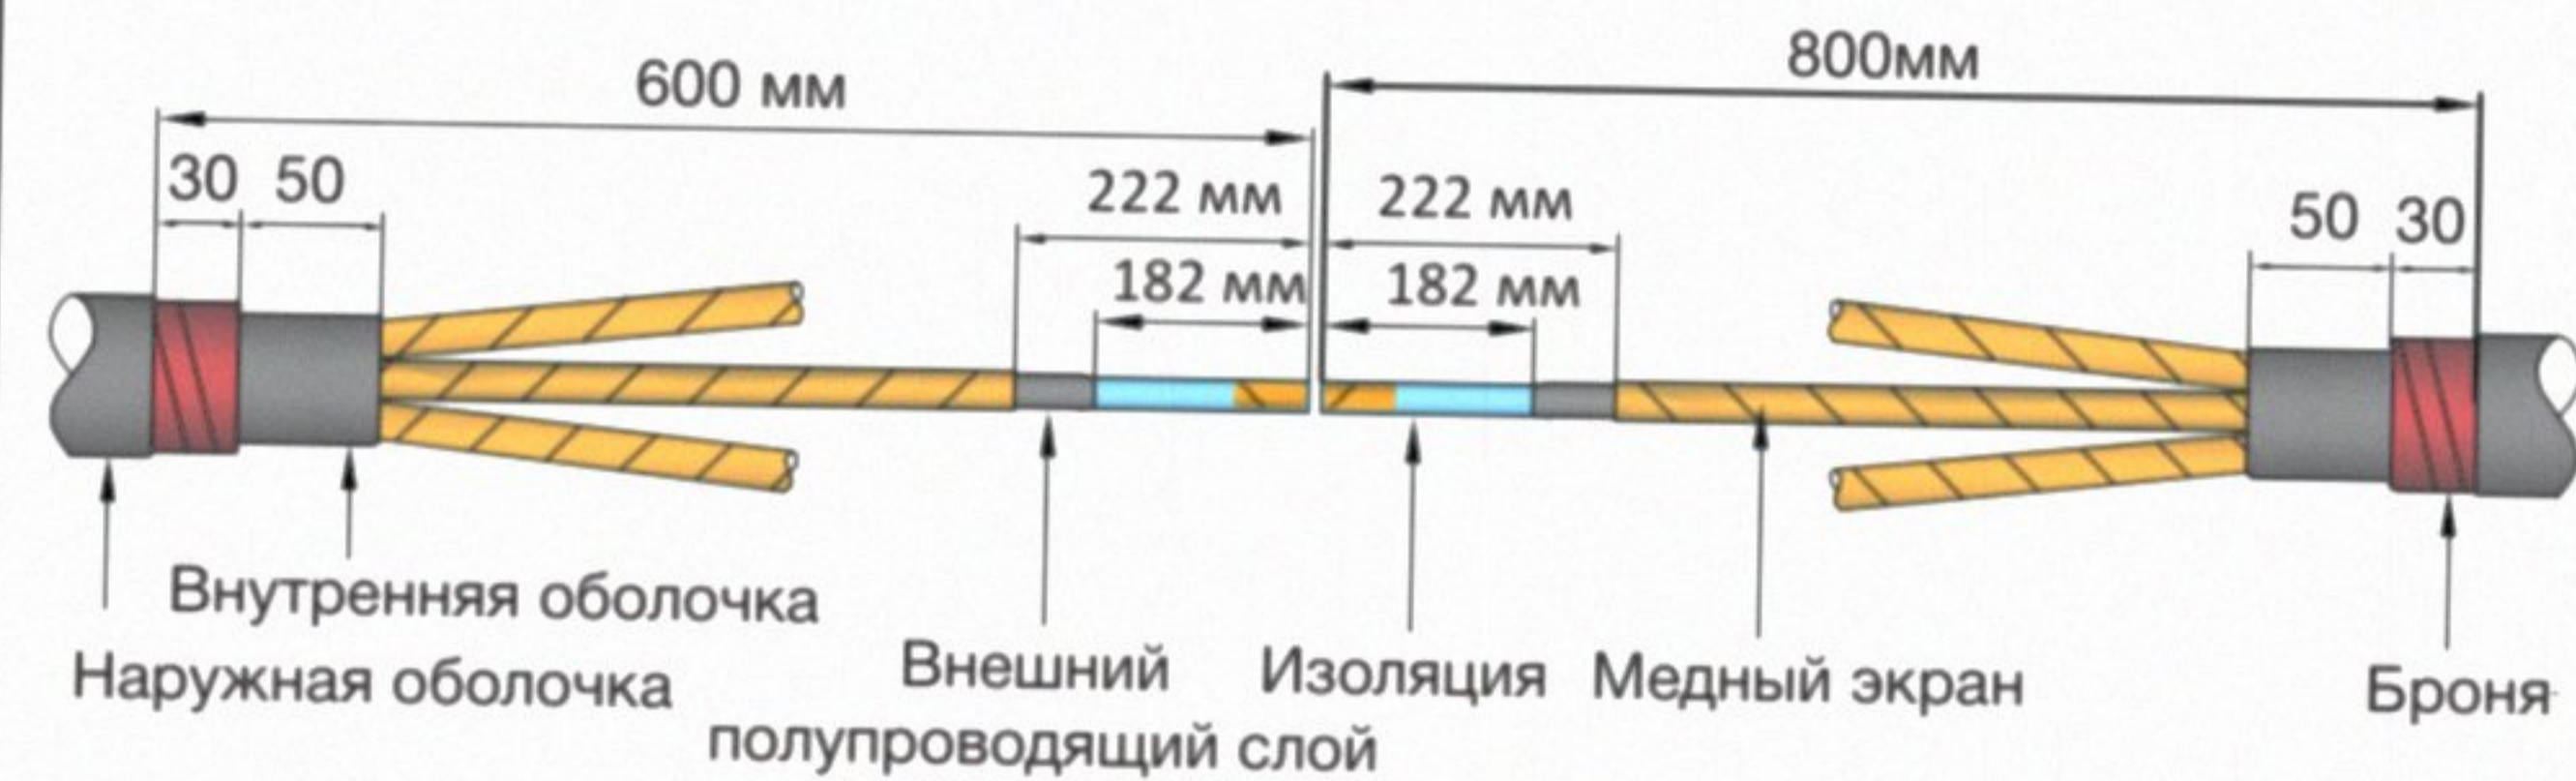 600 мм
800мм
30 50
222 мм
222 мм
50 30
182 мм
182 мм
Внутренняя оболочка
Наружная оболочка
Внешний
полупроводящий слой
Изоляция
Медный экран
Броня